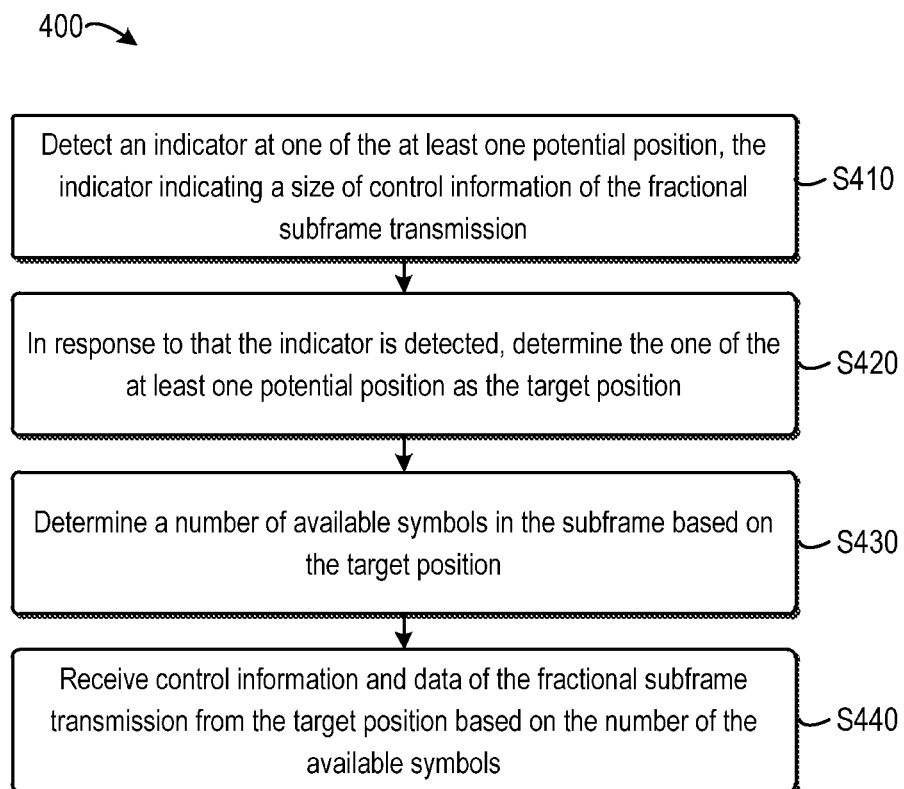 400
Detect an indicator at one of the at least one potential position, the
indicator indicating a size of control information of the fractional
subframe transmission
S410
In response to that the indicator is detected, determine the one of the
at least one potential position as the target position
S420
Determine a number of available symbols in the subframe based on
the target position
S430
Receive control information and data of the fractional subframe
transmission from the target position based on the number of the
available symbols
S440